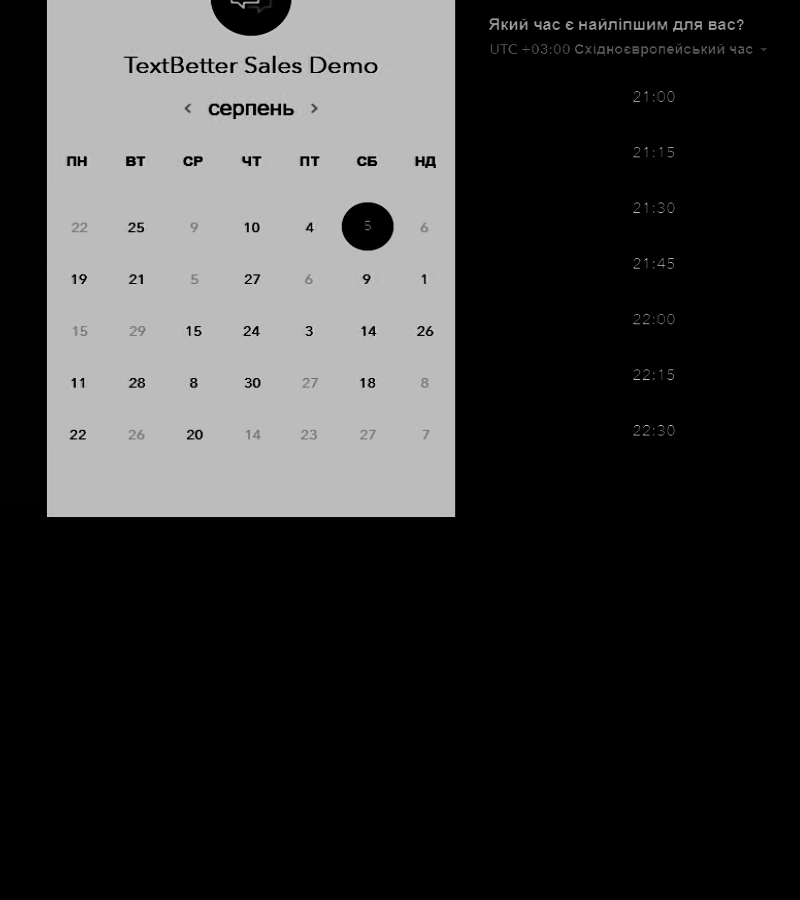 TextBetter Sales Demo
серпень
ПН ВТ СР ЧТ ПТ СБ НД
22 25 9 10 4 5 6
19 21 5 27 6 9 1
15 29 15 24 3 14 26
11 28 8 30 27 18 8
22 26 20 14 23 27 7
Який час є найліпшим для вас?
UTC +03:00 Східноєвропейський час
21:00
21:15
21:30
21:45
22:00
22:15
22:30